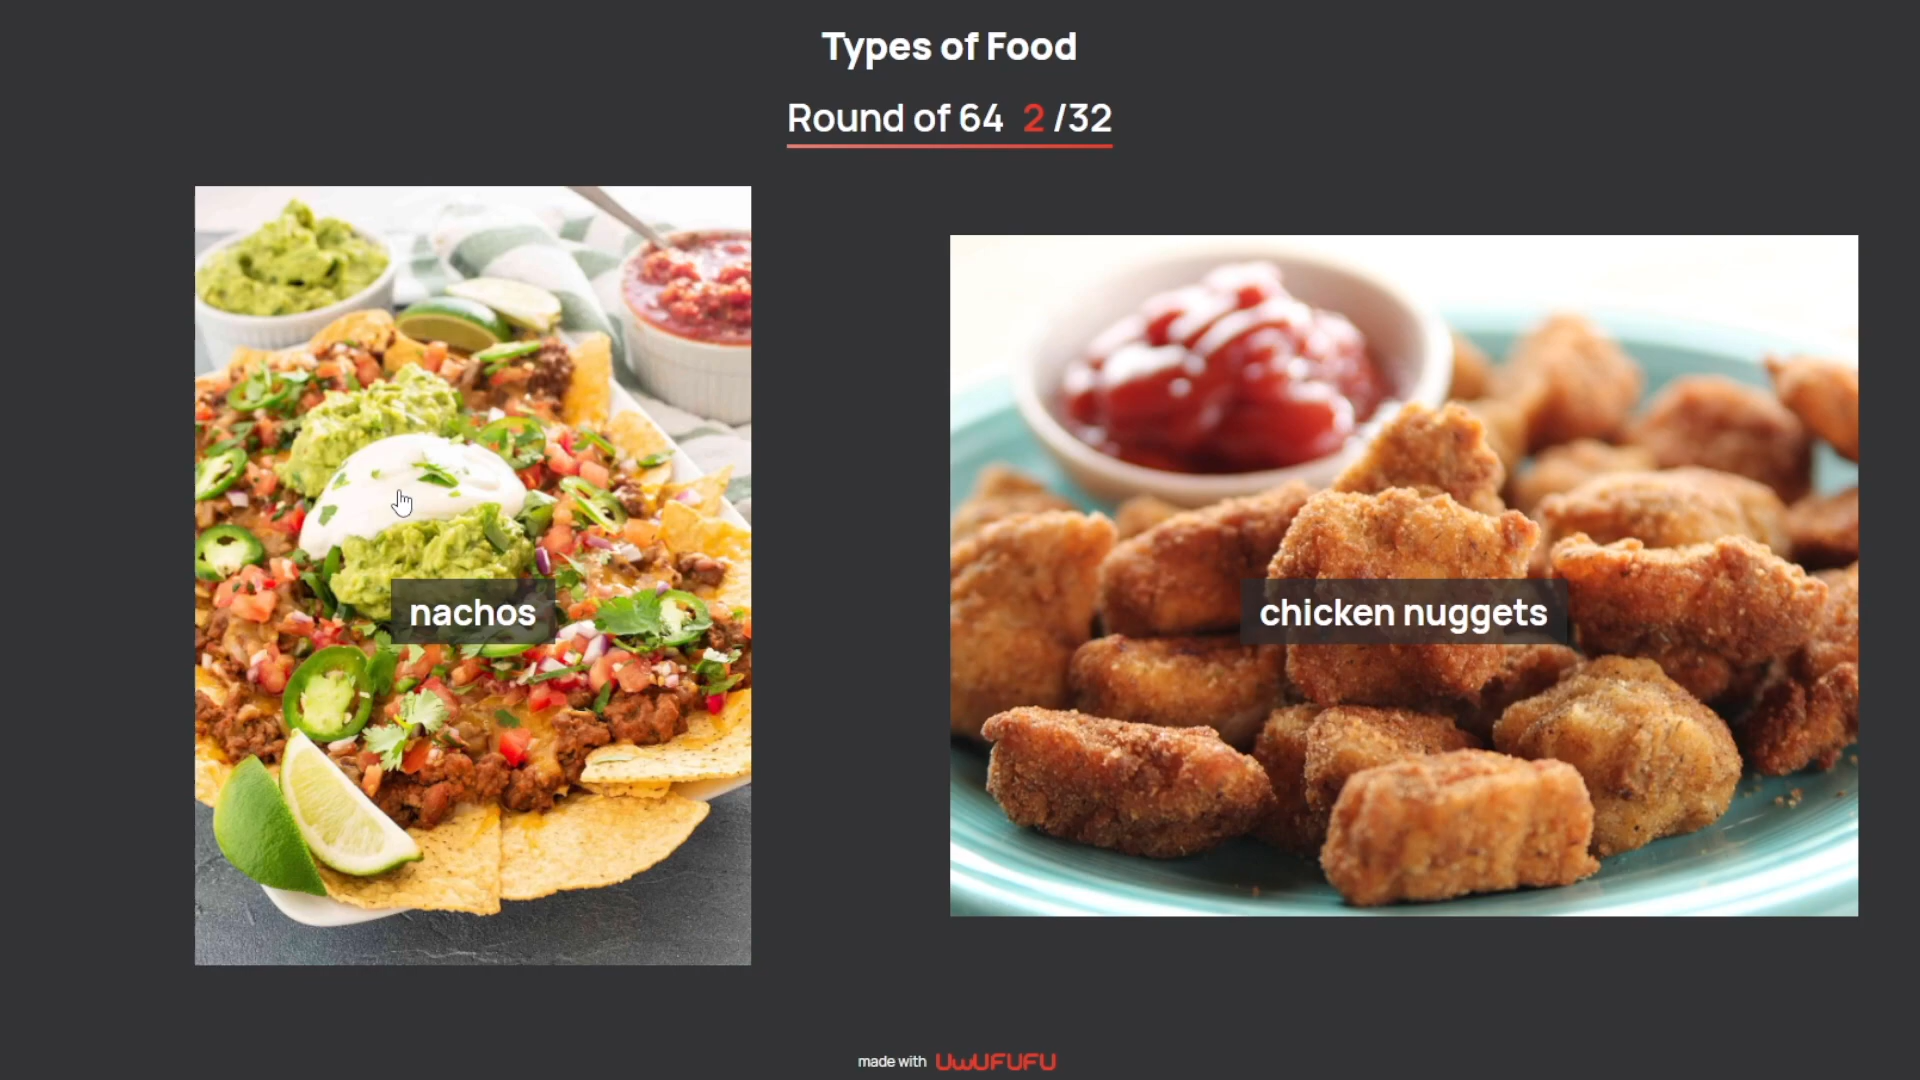 Types of Food
Round of 64 2 /32
nachos
chicken nuggets
made with UwUFUFU